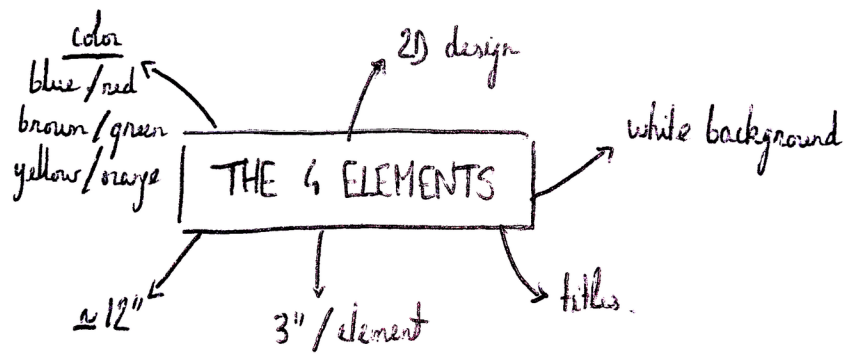 color
blue/red
brown/green
yellow/orange
2D design
white background
THE 4 ELEMENTS
≈12"
3"/element
titles.